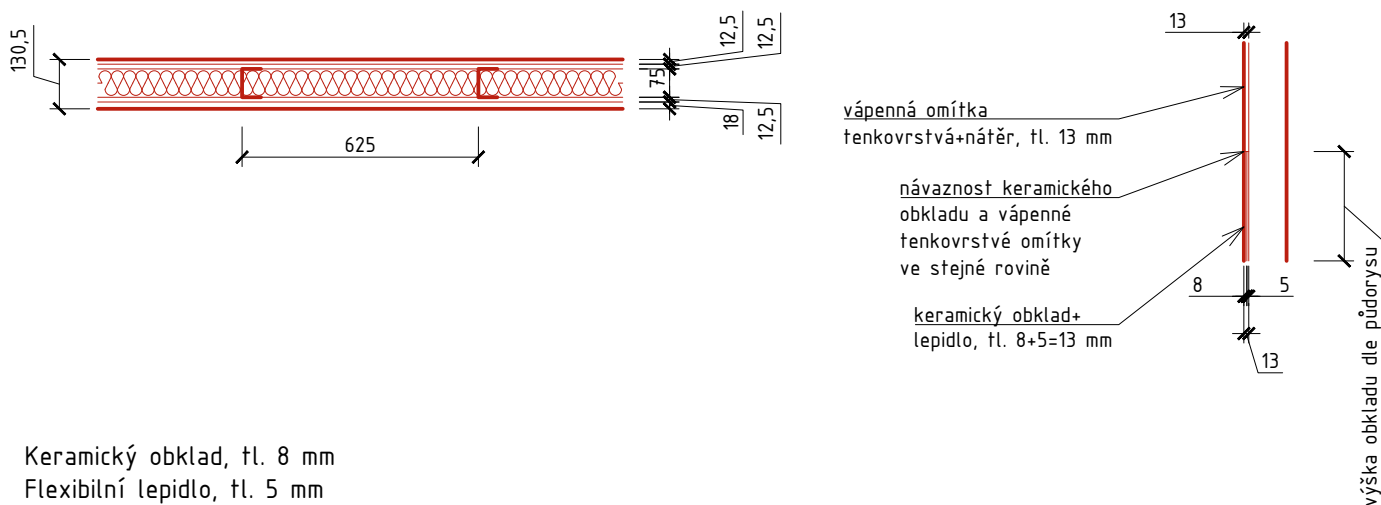 130,5
12,5
12,5
75
18
12,5
625
13
vápenná omítka
tenkovrstvá+nátěr, tl. 13 mm
návaznost keramického
obkladu a vápenné
tenkovrstvé omítky
ve stejné rovině
8
5
keramický obklad+
lepidlo, tl. 8+5=13 mm
13
výška obkladu dle půdorysu
Keramický obklad, tl. 8 mm
Flexibilní lepidlo, tl. 5 mm